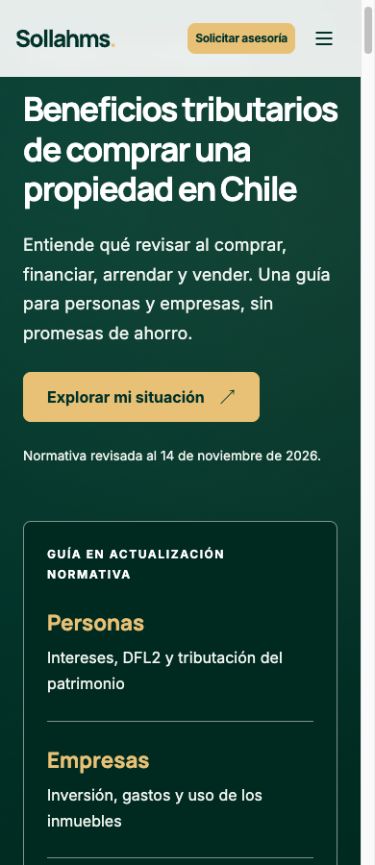 Sollahms.
Solicitar asesoría
Beneficios tributarios
de comprar una
propiedad en Chile
Entiende qué revisar al comprar,
financiar, arrendar y vender. Una guía
para personas y empresas, sin
promesas de ahorro.
Explorar mi situación
Normativa revisada al 14 de noviembre de 2026.
GUÍA EN ACTUALIZACIÓN
NORMATIVA
Personas
Intereses, DFL2 y tributación del
patrimonio
Empresas
Inversión, gastos y uso de los
inmuebles